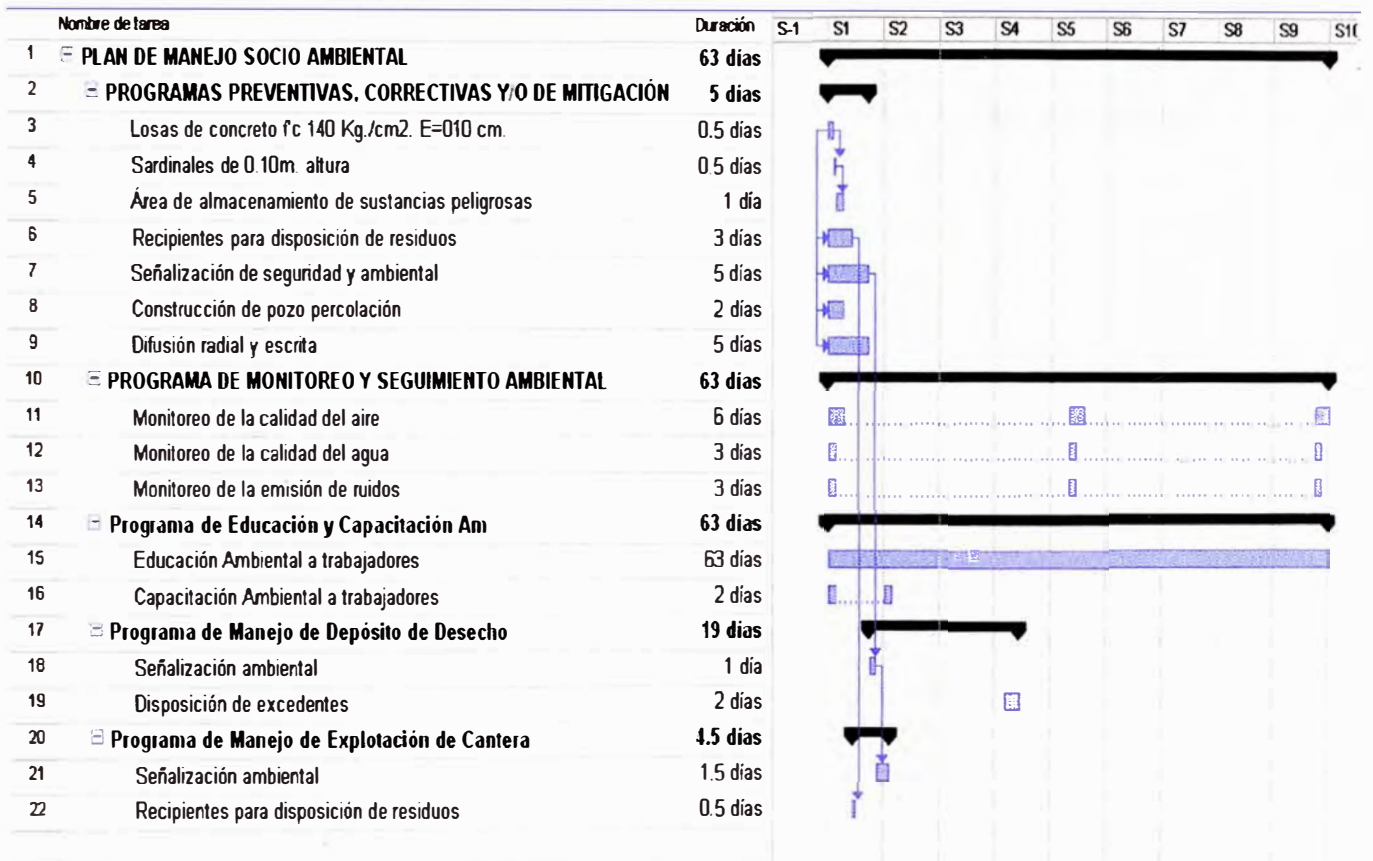 Nombre de tarea Duración S-1 S1 S2 S3 S4 S5 S6 S7 S8 S9 S10
1 PLAN DE MANEJO SOCIO AMBIENTAL 63 dias
2 PROGRAMAS PREVENTIVAS, CORRECTIVAS Y/O DE MITIGACIÓN 5 dias
3 Losas de concreto f'c 140 Kg./cm2. E=010 cm. 0.5 días
4 Sardinales de 0.10m. altura 0.5 días
5 Área de almacenamiento de sustancias peligrosas 1 día
6 Recipientes para disposición de residuos 3 días
7 Señalización de seguridad y ambiental 5 días
8 Construcción de pozo percolación 2 días
9 Difusión radial y escrita 5 días
10 PROGRAMA DE MONITOREO Y SEGUIMIENTO AMBIENTAL 63 dias
11 Monitoreo de la calidad del aire 6 días
12 Monitoreo de la calidad del agua 3 días
13 Monitoreo de la emisión de ruidos 3 días
14 Programa de Educación y Capacitación Am 63 dias
15 Educación Ambiental a trabajadores 63 días
16 Capacitación Ambiental a trabajadores 2 días
17 Programa de Manejo de Depósito de Desecho 19 dias
18 Señalización ambiental 1 día
19 Disposición de excedentes 2 días
20 Programa de Manejo de Explotación de Cantera 4.5 dias
21 Señalización ambiental 1.5 días
22 Recipientes para disposición de residuos 0.5 días